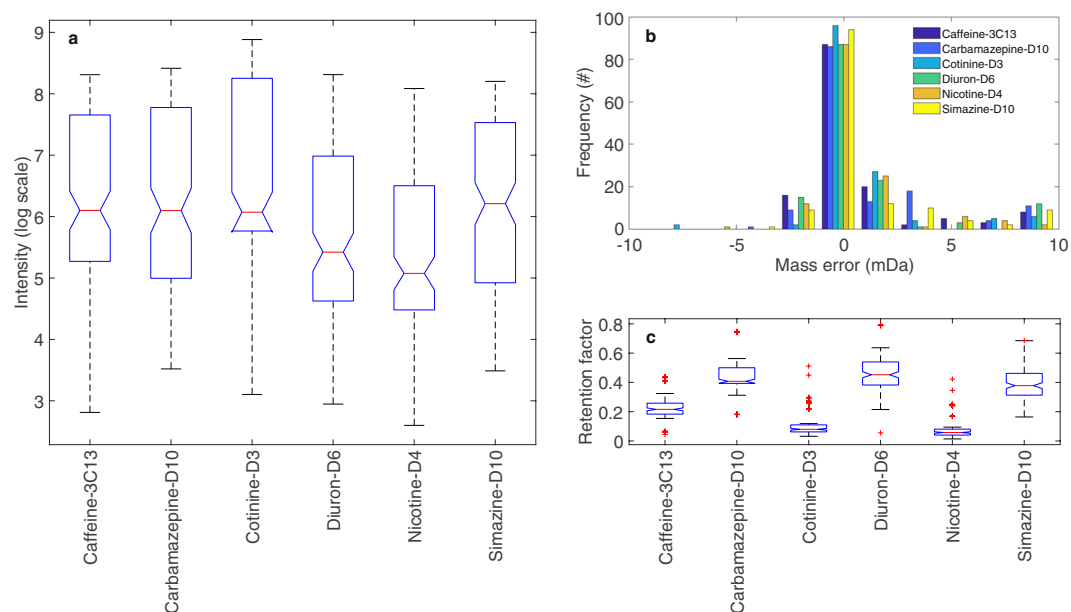 a
Intensity (log scale)
9
8
7
6
5
4
3
Caffeine-3C13
Carbamazepine-D10
Cotinine-D3
Diuron-D6
Nicotine-D4
Simazine-D10
b
Frequency (#)
100
80
60
40
20
0
-10
-5
0
5
10
Mass error (mDa)
Caffeine-3C13
Carbamazepine-D10
Cotinine-D3
Diuron-D6
Nicotine-D4
Simazine-D10
c
Retention factor
0.8
0.6
0.4
0.2
0
Caffeine-3C13
Carbamazepine-D10
Cotinine-D3
Diuron-D6
Nicotine-D4
Simazine-D10